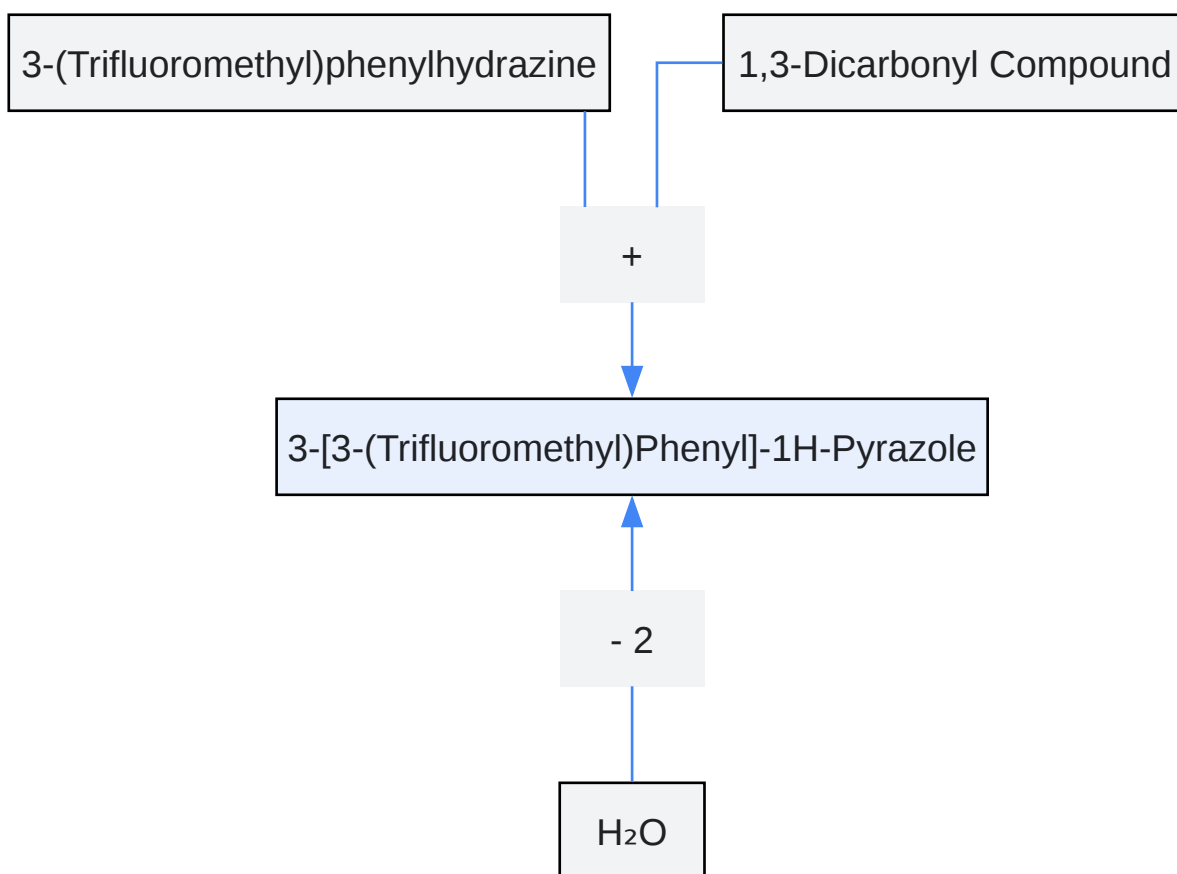 3-(Trifluoromethyl)phenylhydrazine
1,3-Dicarbonyl Compound
+
3-[3-(Trifluoromethyl)Phenyl]-1H-Pyrazole
- 2
H₂O